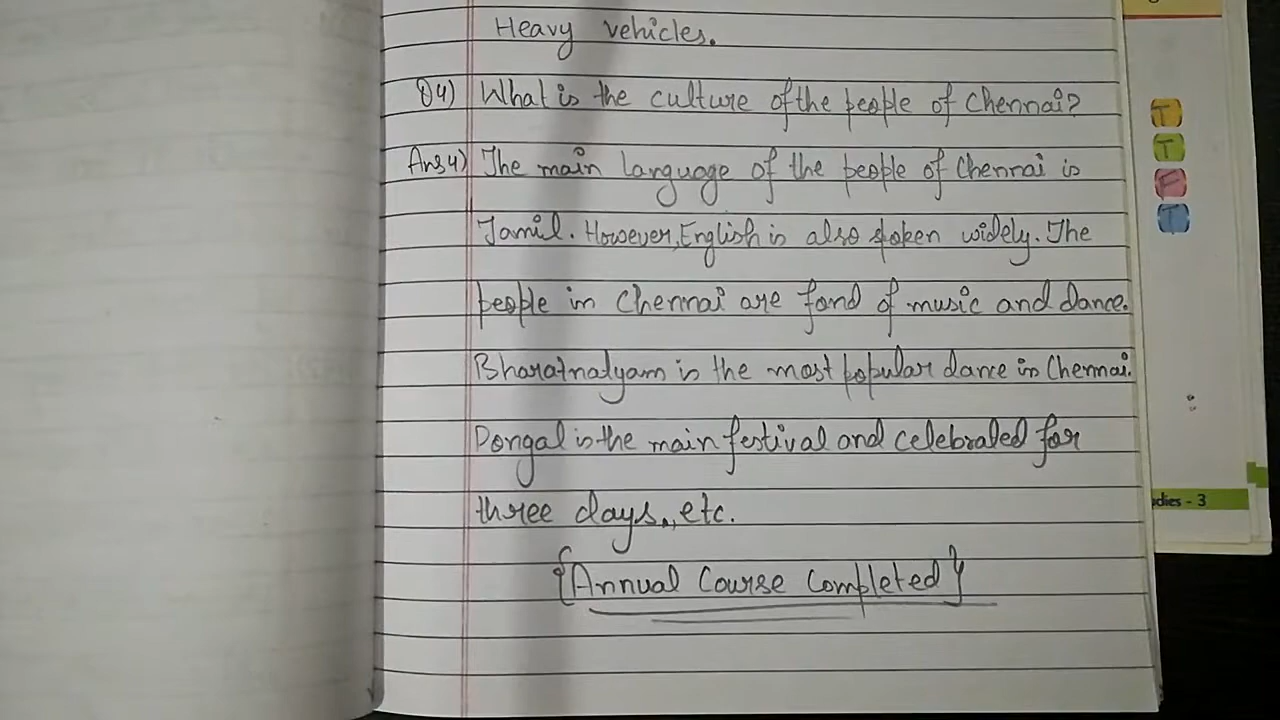 Heavy vehicles.
Q4) What is the culture of the people of Chennai?
Ans4) The main language of the people of Chennai is
Tamil. However, English is also spoken widely. The
people in Chennai are fond of music and dance.
Bharatnalyam is the most popular dance in Chennai.
Pongal is the main festival and celebrated for
three days., etc.
{Annual Course Completed}
T
T
F
T
dies - 3